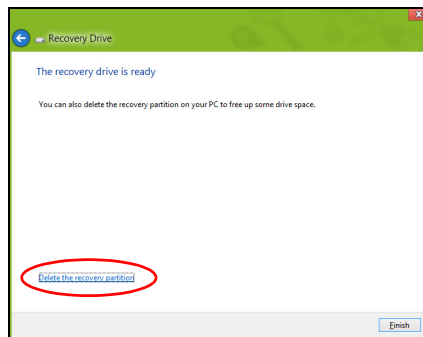 Recovery Drive
The recovery drive is ready
You can also delete the recovery partition on your PC to free up some drive space.
Delete the recovery partition
Finish